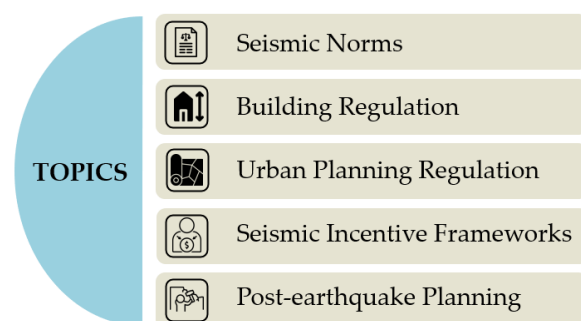 TOPICS
Seismic Norms
Building Regulation
Urban Planning Regulation
Seismic Incentive Frameworks
Post-earthquake Planning